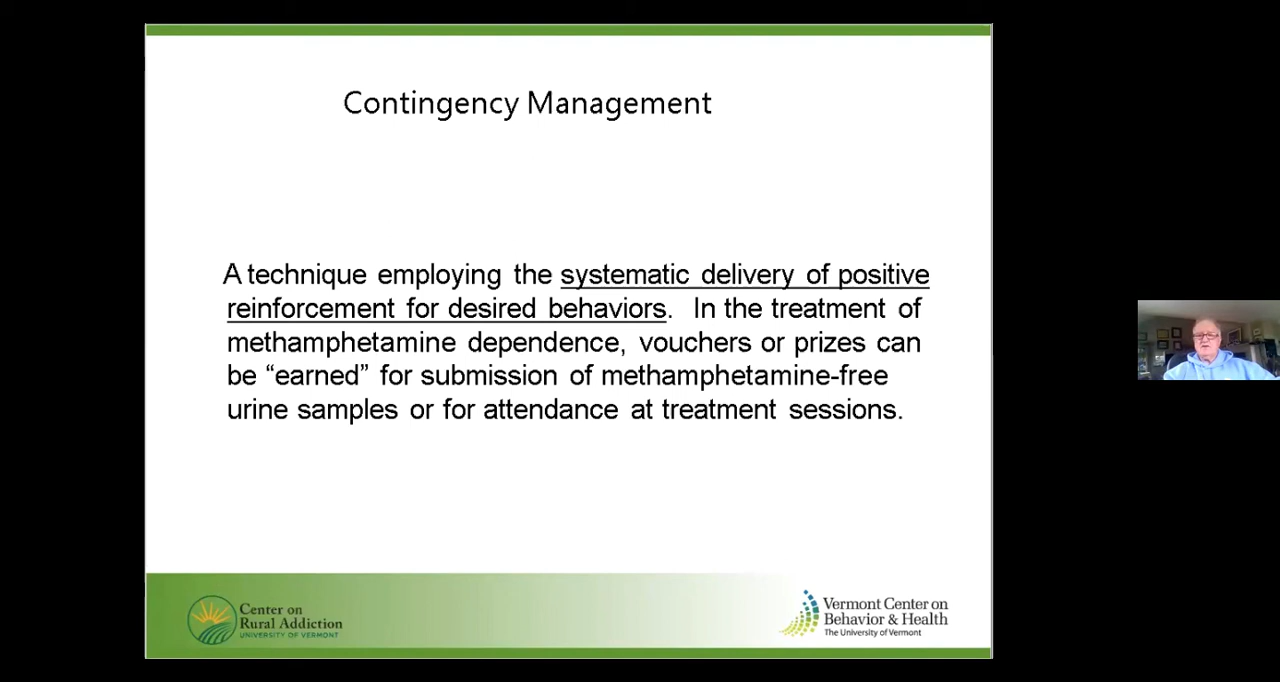 Contingency Management
A technique employing the systematic delivery of positive
reinforcement for desired behaviors. In the treatment of
methamphetamine dependence, vouchers or prizes can
be “earned” for submission of methamphetamine-free
urine samples or for attendance at treatment sessions.
Center on
Rural Addiction
UNIVERSITY OF VERMONT
Vermont Center on
Behavior & Health
The University of Vermont